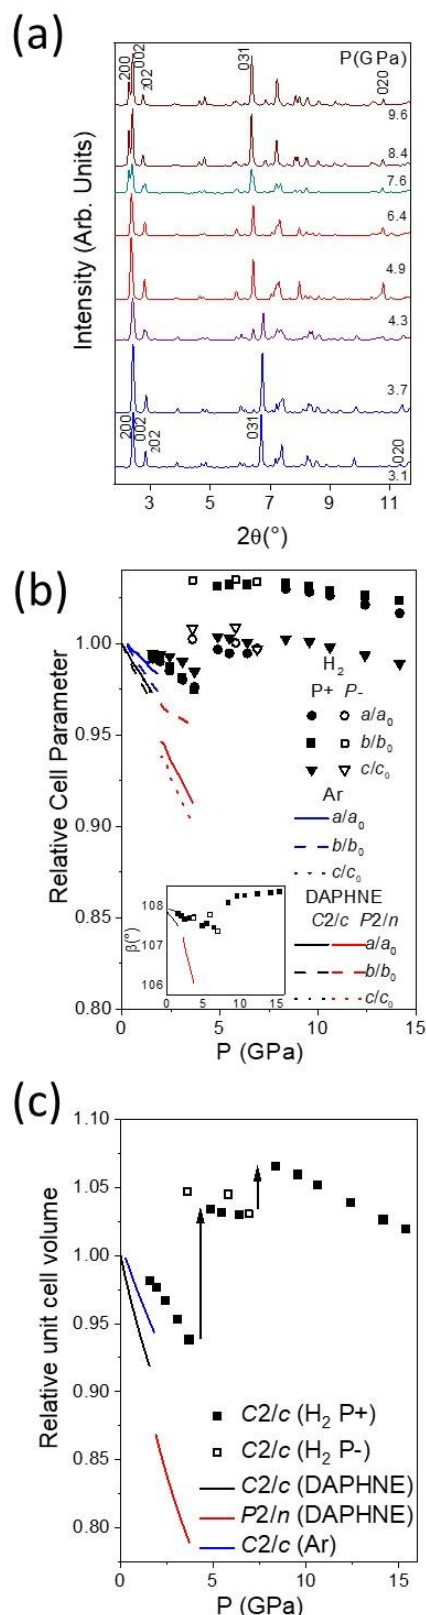 (a)
P(GPa)
200
002
202
031
020
9.6
8.4
7.6
6.4
4.9
4.3
3.7
200
002
202
031
020
3.1
Intensity (Arb. Units)
3 5 7 9 11
2θ(°)
(b)
1.00
0.95
0.90
0.85
0.80
Relative Cell Parameter
H2
P+ P-
a/a0
b/b0
c/c0
Ar
a/a0
b/b0
c/c0
DAPHNE
C2/c P2/n
a/a0
b/b0
c/c0
108
107
106
β(°)
0 5 10 15
0 5 10 15
P (GPa)
(c)
1.10
1.05
1.00
0.95
0.90
0.85
0.80
Relative unit cell volume
C2/c (H2 P+)
C2/c (H2 P-)
C2/c (DAPHNE)
P2/n (DAPHNE)
C2/c (Ar)
0 5 10 15
P (GPa)